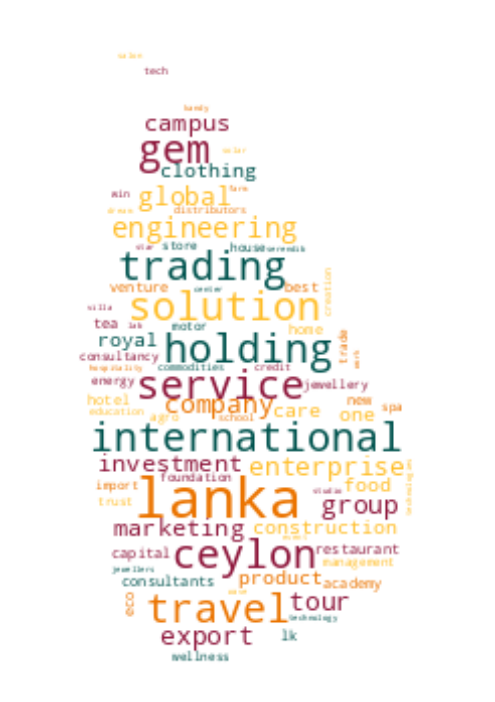 salon
tech
handy
campus
gem
solar
clothing
win
global
farm
dream
distributors
engineering
star
store
house
serendib
trading
venture
center
best
creation
villa
solution
tea
lab
motor
home
royal
holding
trade
work
consultancy
hospitality
commodities
credit
energy
service
jewellery
hotel
education
agro
company
school
care
new
one
spa
international
investment
enterprise
technologies
import
foundation
lanka
studio
food
trust
group
marketing
construction
capital
ceylon
restaurant
jewellers
management
consultants
product
academy
eco
travel
tour
technology
export
lk
wellness